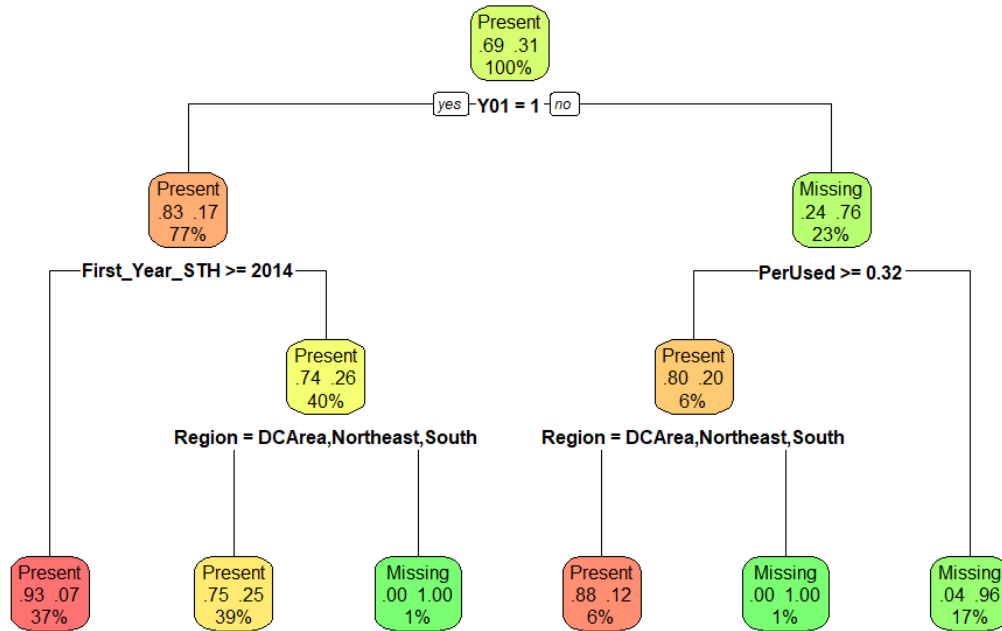 Present
.69 .31
100%
yes Y01 = 1 no
Present
.83 .17
77%
Missing
.24 .76
23%
First_Year_STH >= 2014
PerUsed >= 0.32
Present
.74 .26
40%
Present
.80 .20
6%
Region = DCArea,Northeast,South
Region = DCArea,Northeast,South
Present
.93 .07
37%
Present
.75 .25
39%
Missing
.00 1.00
1%
Present
.88 .12
6%
Missing
.00 1.00
1%
Missing
.04 .96
17%